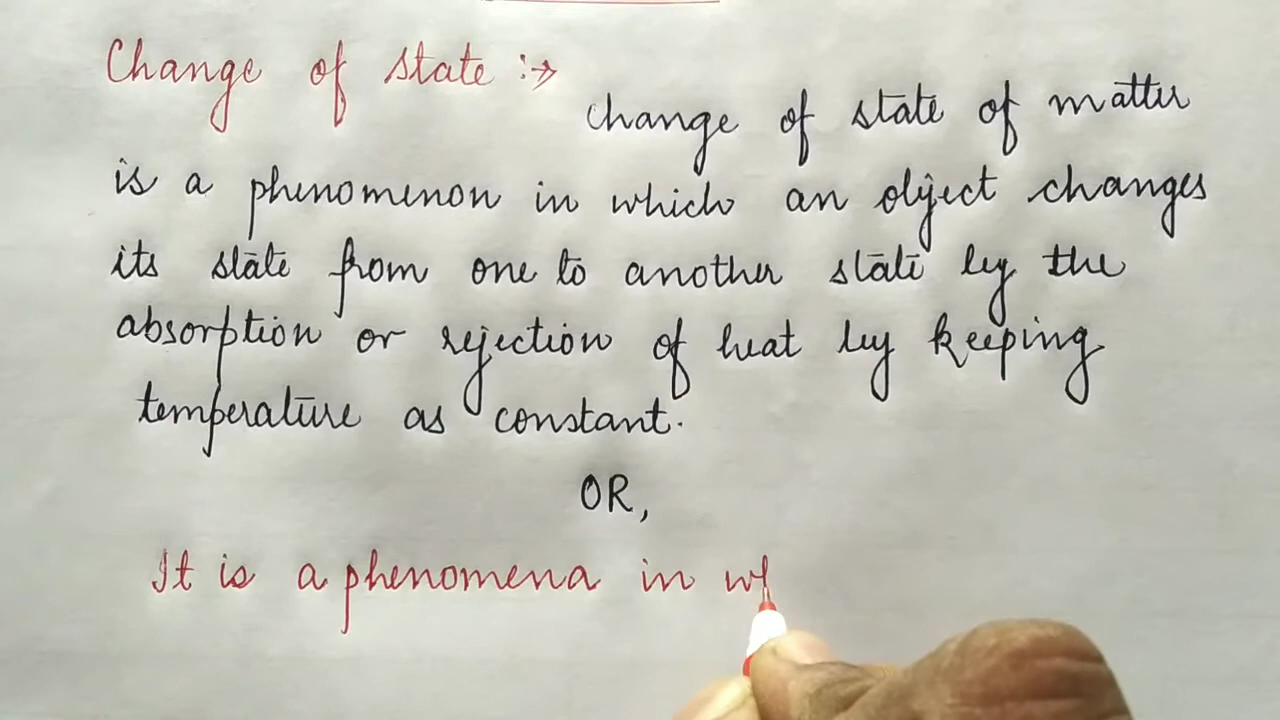 Change of state :→
change of state of matter
is a phenomenon in which an object changes
its state from one to another state by the
absorption or rejection of heat by keeping
temperature as constant.
OR,
It is a phenomena in wh